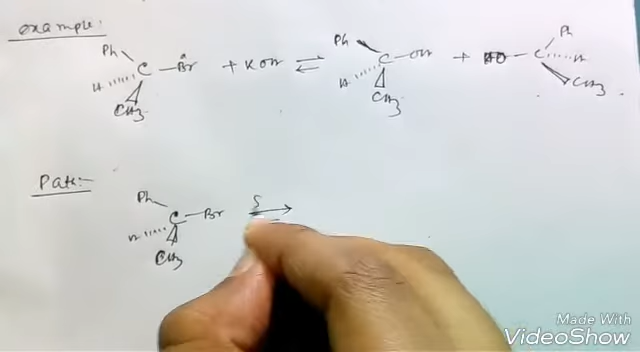 example:
Ph C Br H CH3 + KOH ⇌ Ph C OH H CH3 + HO C Ph H CH3
Path:-
Ph C Br H CH3 S
Made With
VideoShow